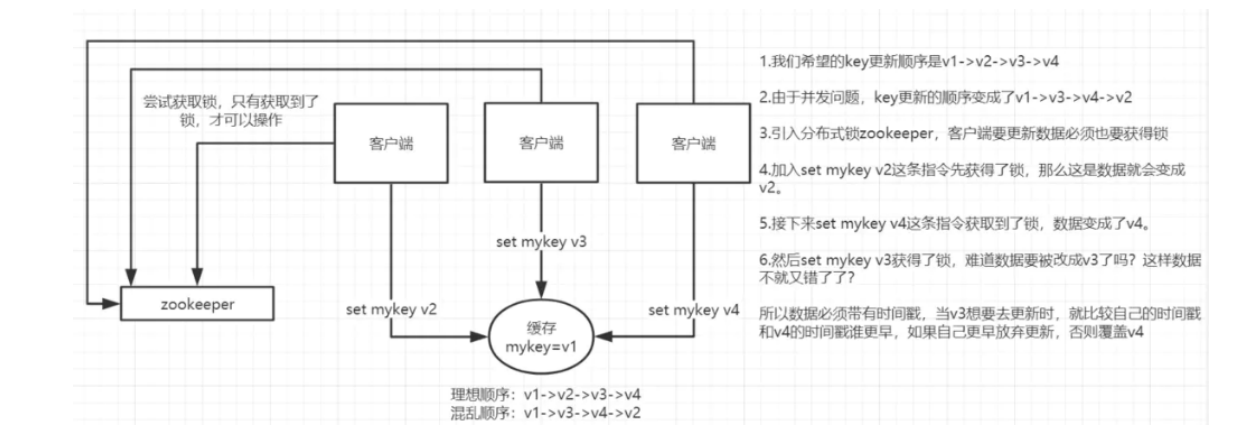 尝试获取锁，只有获取到了
锁，才可以操作
客户端
客户端
客户端
set mykey v3
zookeeper
set mykey v2
set mykey v4
缓存
mykey=v1
理想顺序：v1->v2->v3->v4
混乱顺序：v1->v3->v4->v2
1.我们希望的key更新顺序是v1->v2->v3->v4
2.由于并发问题，key更新的顺序变成了v1->v3->v4->v2
3.引入分布式锁zookeeper，客户端要更新数据必须也要获得锁
4.加入set mykey v2这条指令先获得了锁，那么这是数据就会变成
v2。
5.接下来set mykey v4这条指令获取到了锁，数据变成了v4。
6.然后set mykey v3获得了锁，难道数据要被改成v3了吗？这样数据
不就又错了了？
所以数据必须带有时间戳，当v3想要去更新时，就比较自己的时间戳
和v4的时间戳谁更早，如果自己更早放弃更新，否则覆盖v4